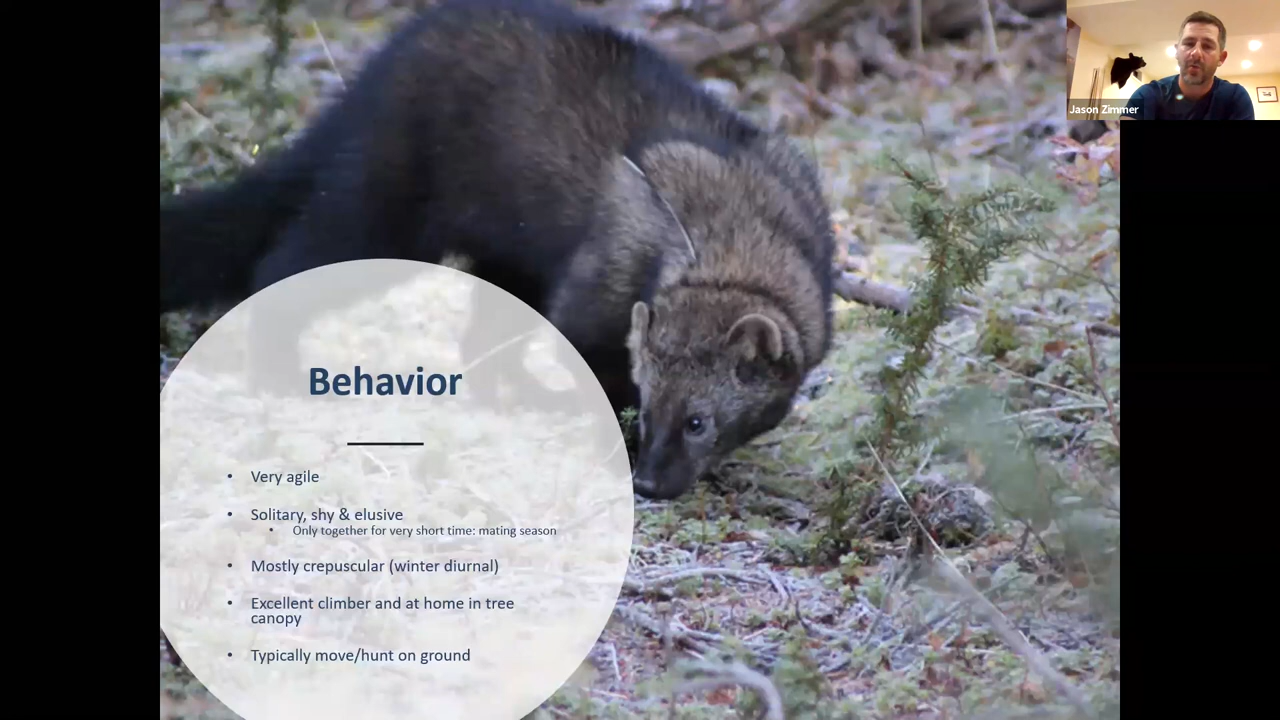 Jason Zimmer
Behavior
• Very agile
• Solitary, shy & elusive
• Only together for very short time: mating season
• Mostly crepuscular (winter diurnal)
• Excellent climber and at home in tree
canopy
• Typically move/hunt on ground